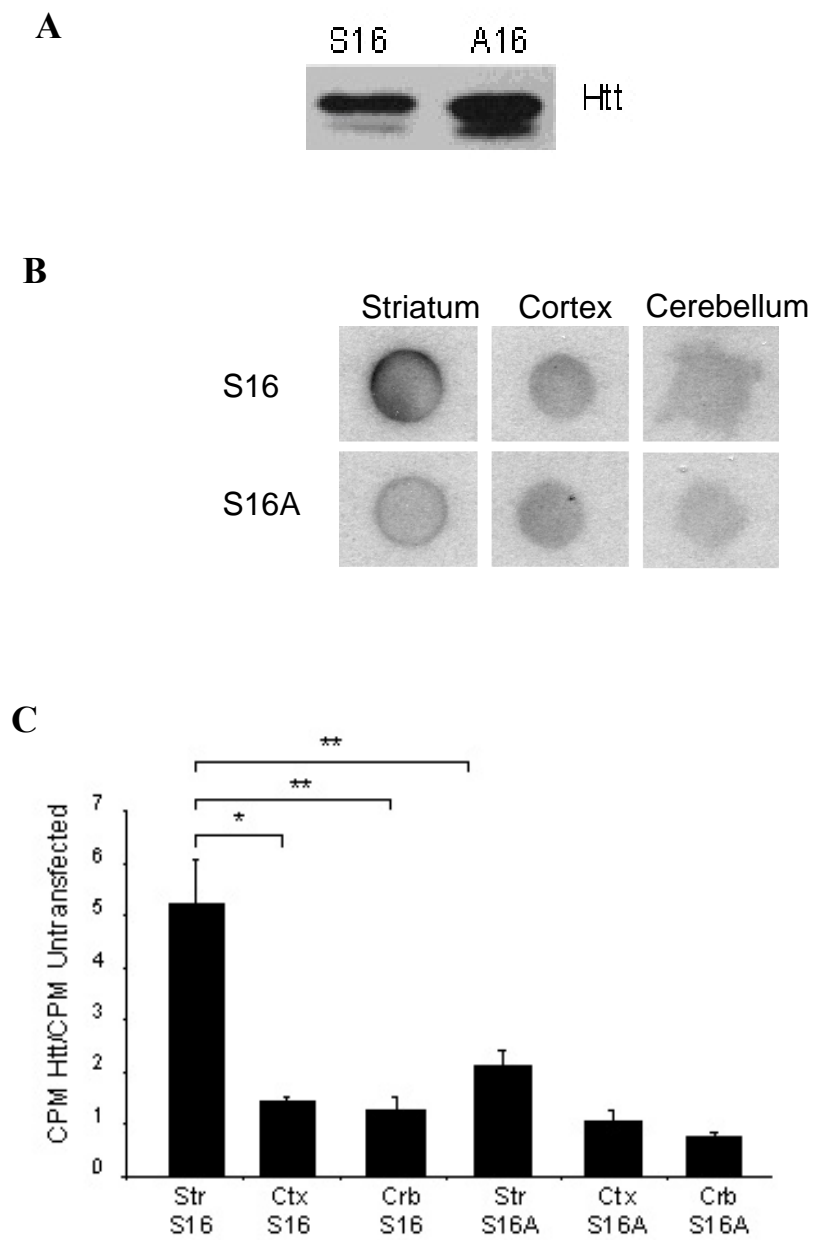 A
S16 A16
Htt
B
Striatum Cortex Cerebellum
S16
S16A
C
**
**
*
7
6
5
4
3
2
1
0
CPM Htt/CPM Untransfected
Str Ctx Crb Str Ctx Crb
S16 S16 S16 S16A S16A S16A